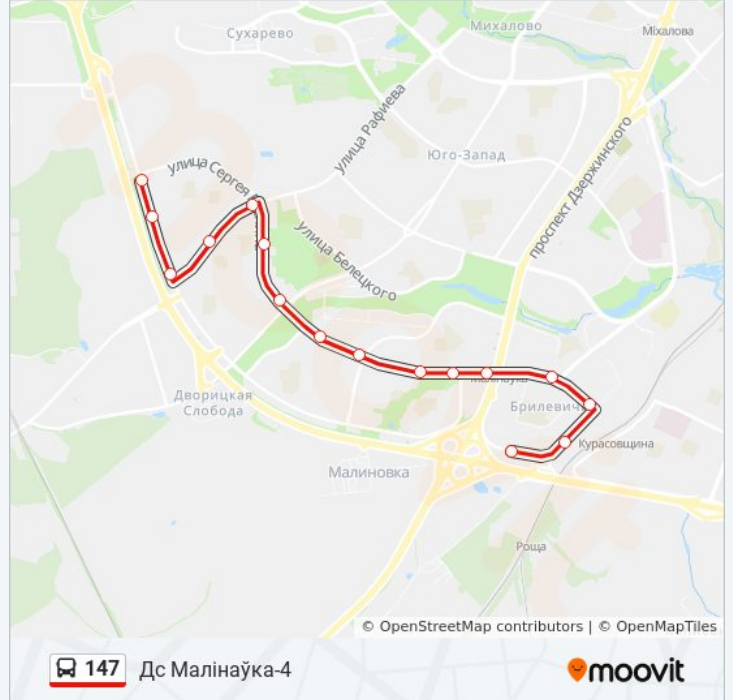 Сухарево
Михалово
Міхалова
улица Рафиева
Юго-Запад
улица Сергея
проспект Дзержинского
улица Белецкого
Дворицкая
Слобода
Брилевич
Курасовщина
Малиновка
Роща
© OpenStreetMap contributors | © OpenMapTiles
147 Дс Малінаўка-4
moovit